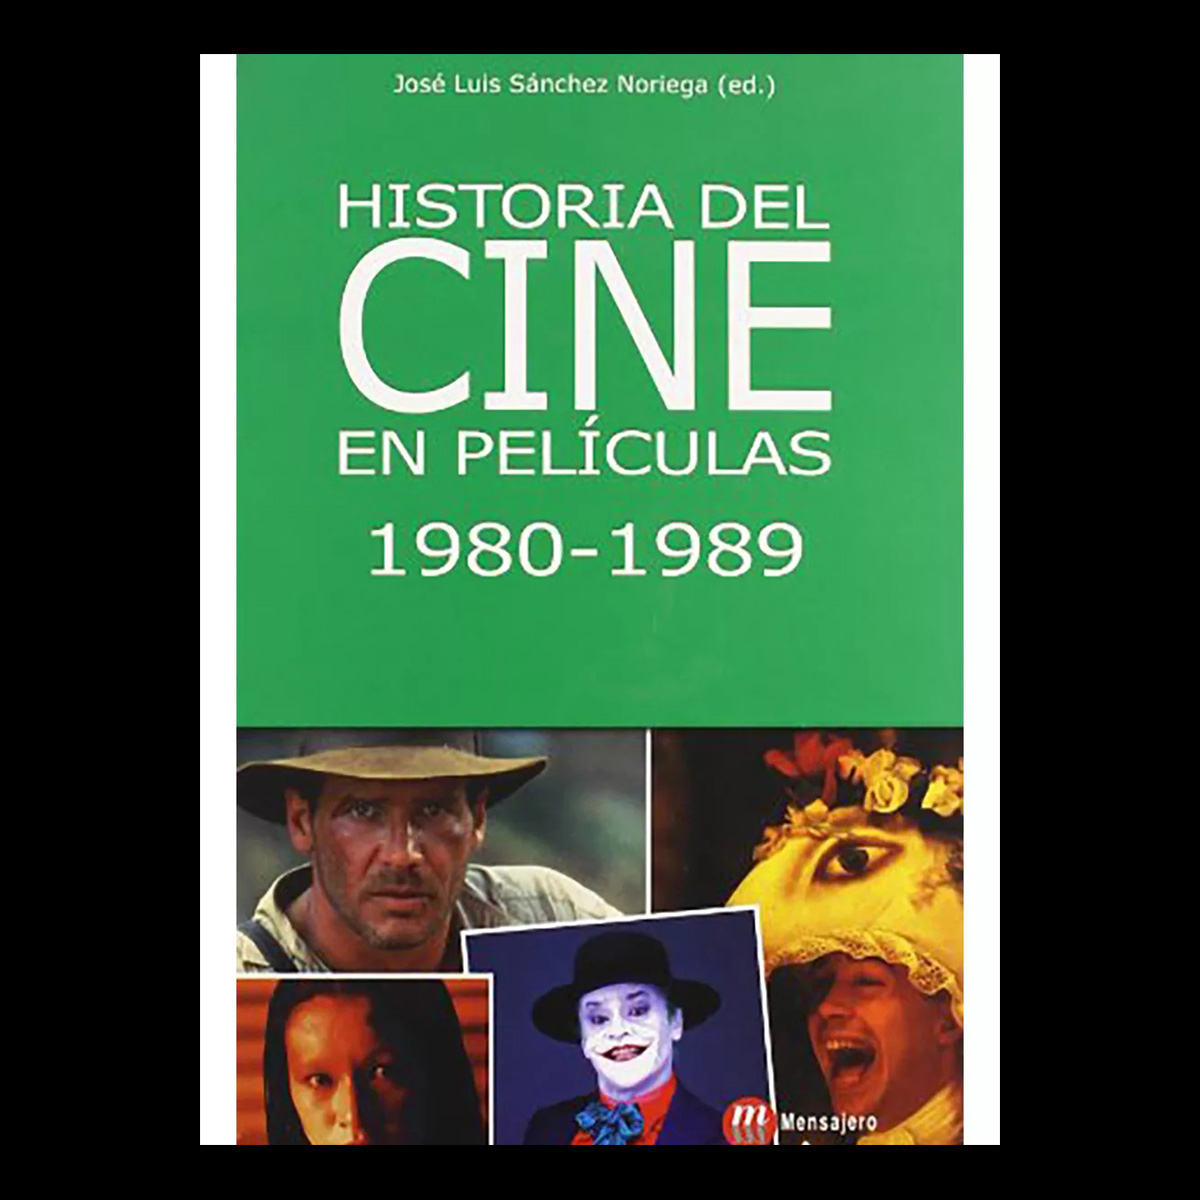 José Luis Sánchez Noriega (ed.)
HISTORIA DEL
CINE
EN PELÍCULAS
1980-1989
m Mensajero